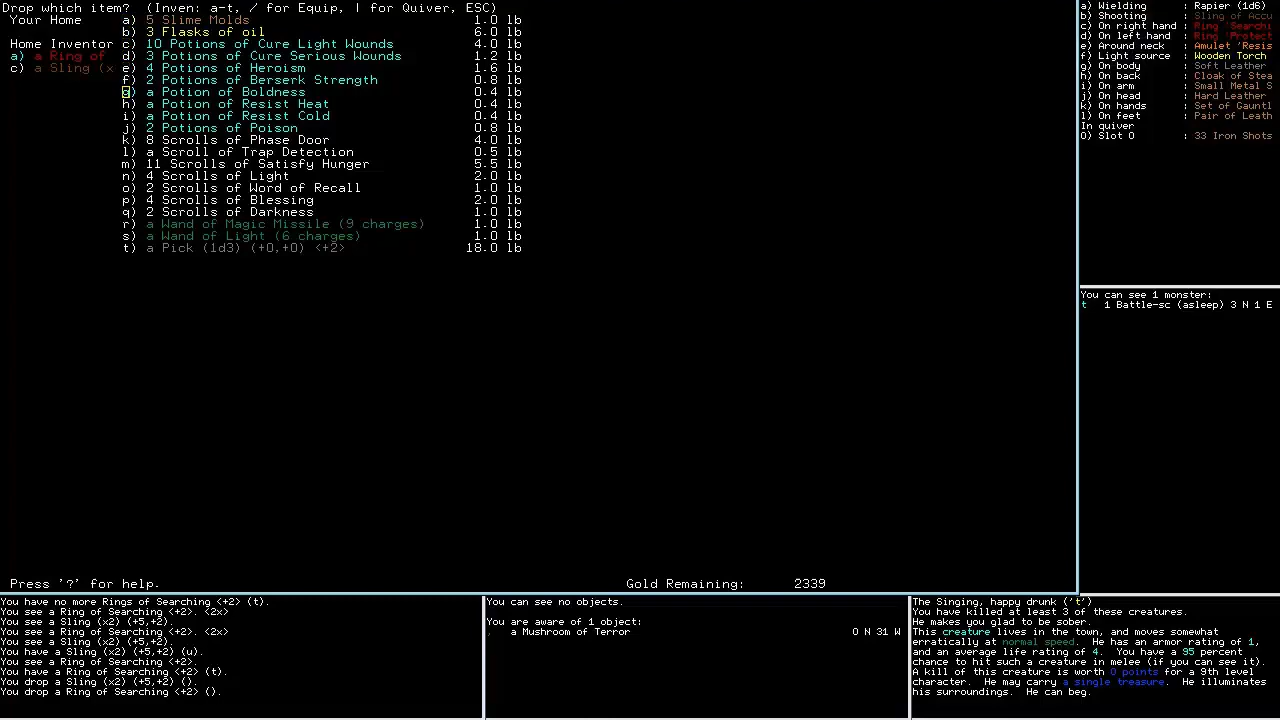 Drop which item?  (Inven: a-t, / for Equip, | for Quiver, ESC)
Your Home
a) 5 Slime Molds 1.0 lb
b) 3 Flasks of oil 6.0 lb
Home Inventor
c) 10 Potions of Cure Light Wounds 4.0 lb
a) a Ring of
d) 3 Potions of Cure Serious Wounds 1.2 lb
c) a Sling (x
e) 4 Potions of Heroism 1.6 lb
f) 2 Potions of Berserk Strength 0.8 lb
g) a Potion of Boldness 0.4 lb
h) a Potion of Resist Heat 0.4 lb
i) a Potion of Resist Cold 0.4 lb
j) 2 Potions of Poison 0.8 lb
k) 8 Scrolls of Phase Door 4.0 lb
l) a Scroll of Trap Detection 0.5 lb
m) 11 Scrolls of Satisfy Hunger 5.5 lb
n) 4 Scrolls of Light 2.0 lb
o) 2 Scrolls of Word of Recall 1.0 lb
p) 4 Scrolls of Blessing 2.0 lb
q) 2 Scrolls of Darkness 1.0 lb
r) a Wand of Magic Missile (9 charges) 1.0 lb
s) a Wand of Light (6 charges) 1.0 lb
t) a Pick (1d3) (+0,+0) <+2> 18.0 lb
Press '?' for help.
Gold Remaining: 2339
a) Wielding : Rapier (1d6)
b) Shooting : Sling of Accu
c) On right hand : Ring 'Searchi
d) On left hand : Ring 'Protect
e) Around neck : Amulet 'Resis
f) Light source : Wooden Torch
g) On body : Soft Leather
h) On back : Cloak of Stea
i) On arm : Small Metal S
j) On head : Hard Leather
k) On hands : Set of Gauntl
l) On feet : Pair of Leath
In quiver
0) Slot 0 : 33 Iron Shots
You can see 1 monster:
t 1 Battle-sc (asleep) 3 N 1 E
You have no more Rings of Searching <+2> (t).
You see a Ring of Searching <+2>. <2x>
You see a Sling (x2) (+5,+2).
You see a Ring of Searching <+2>. <2x>
You see a Sling (x2) (+5,+2).
You have a Sling (x2) (+5,+2) (u).
You see a Ring of Searching <+2>.
You have a Ring of Searching <+2> (t).
You drop a Sling (x2) (+5,+2) ().
You drop a Ring of Searching <+2> ().
You can see no objects.
You are aware of 1 object:
, a Mushroom of Terror 0 N 31 W
The Singing, happy drunk ('t')
You have killed at least 3 of these creatures.
He makes you glad to be sober.
This creature lives in the town, and moves somewhat
erratically at normal speed.  He has an armor rating of 1,
and an average life rating of 4.  You have a 95 percent
chance to hit such a creature in melee (if you can see it).
A kill of this creature is worth 0 points for a 9th level
character.  He may carry a single treasure.  He illuminates
his surroundings.  He can beg.